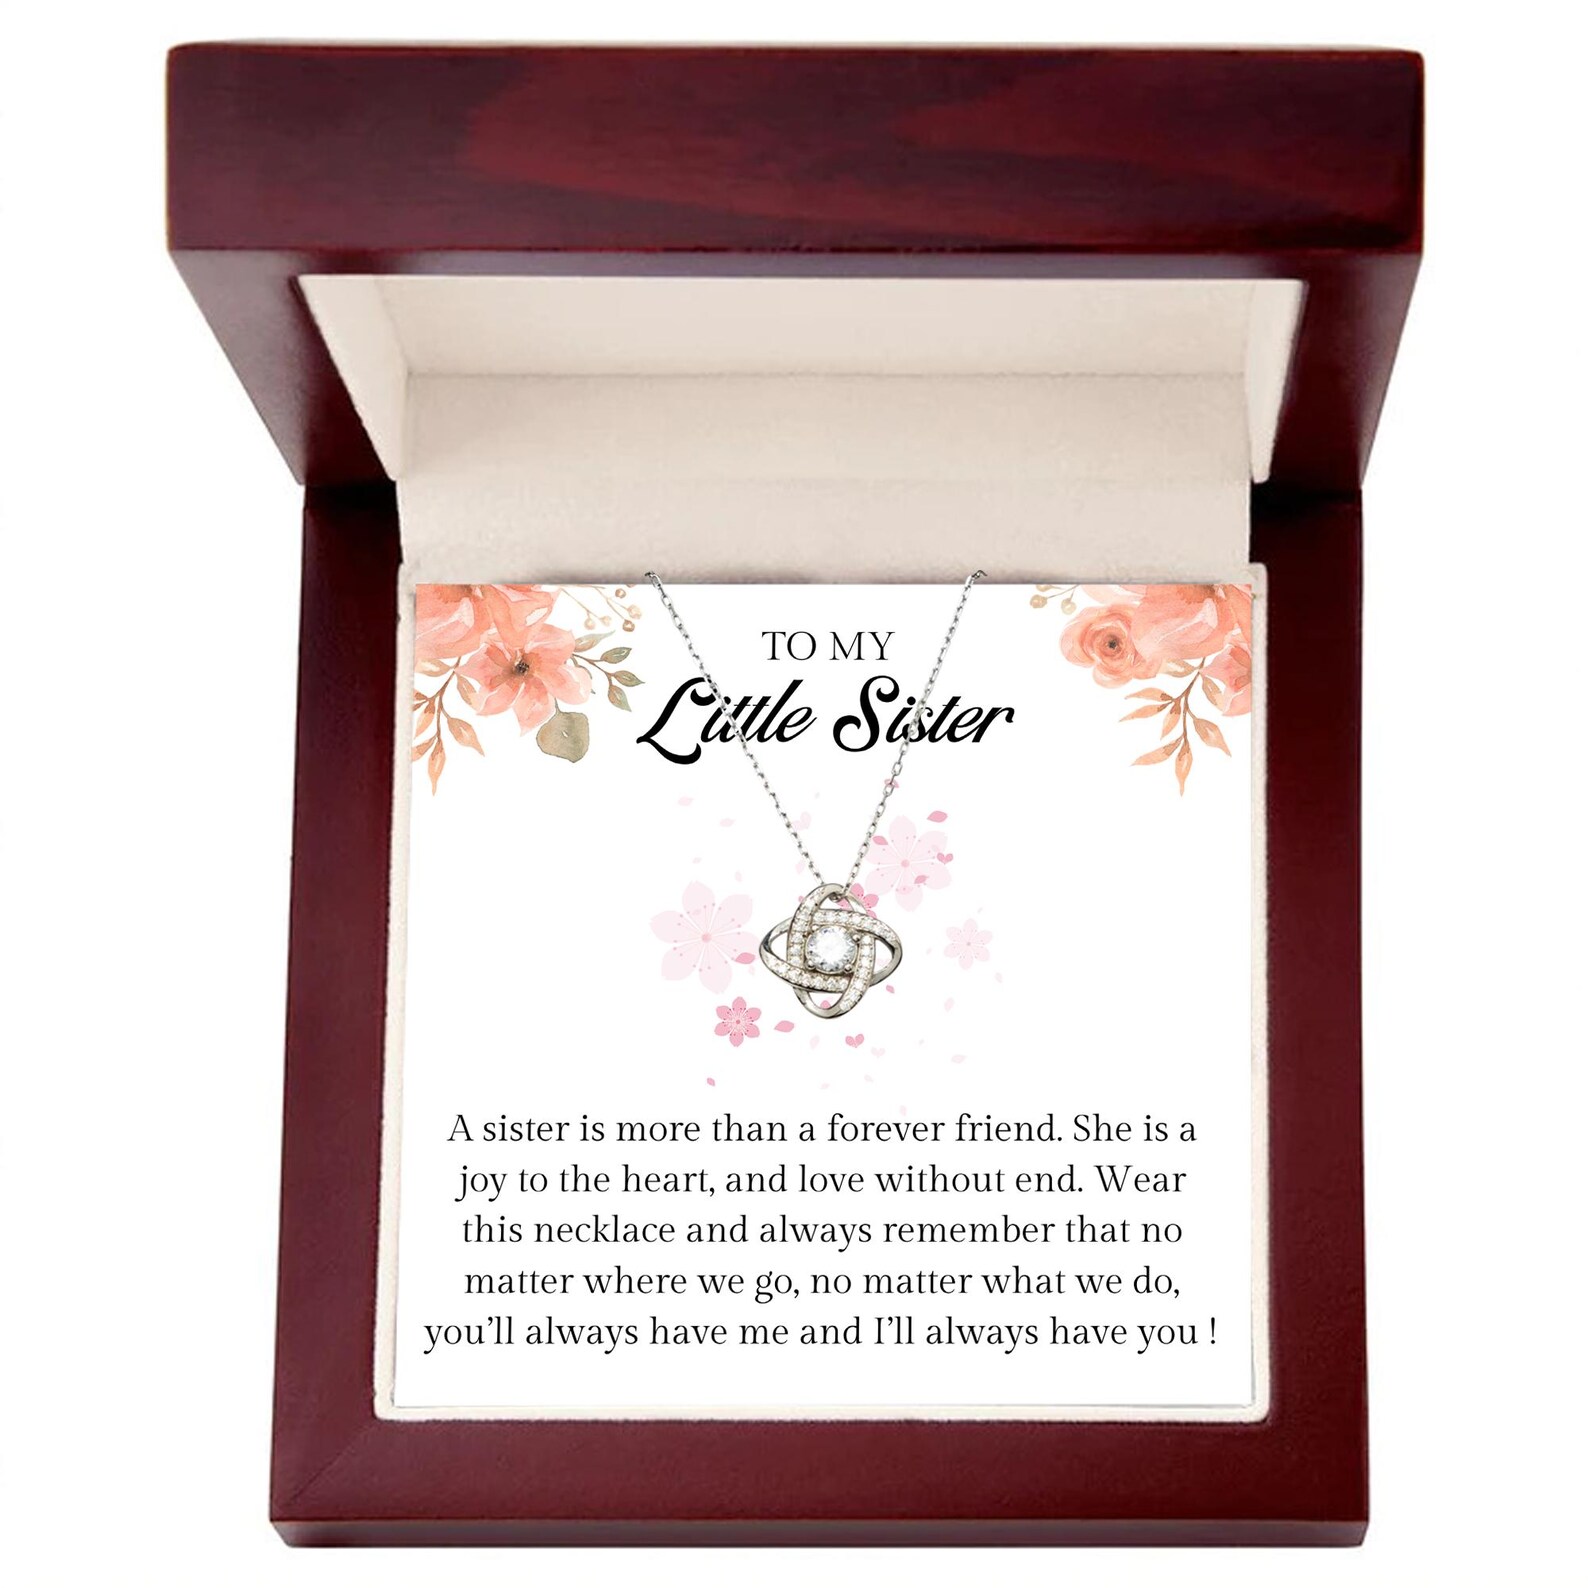 TO MY
Little Sister
A sister is more than a forever friend. She is a
joy to the heart, and love without end. Wear
this necklace and always remember that no
matter where we go, no matter what we do,
you’ll always have me and I’ll always have you !